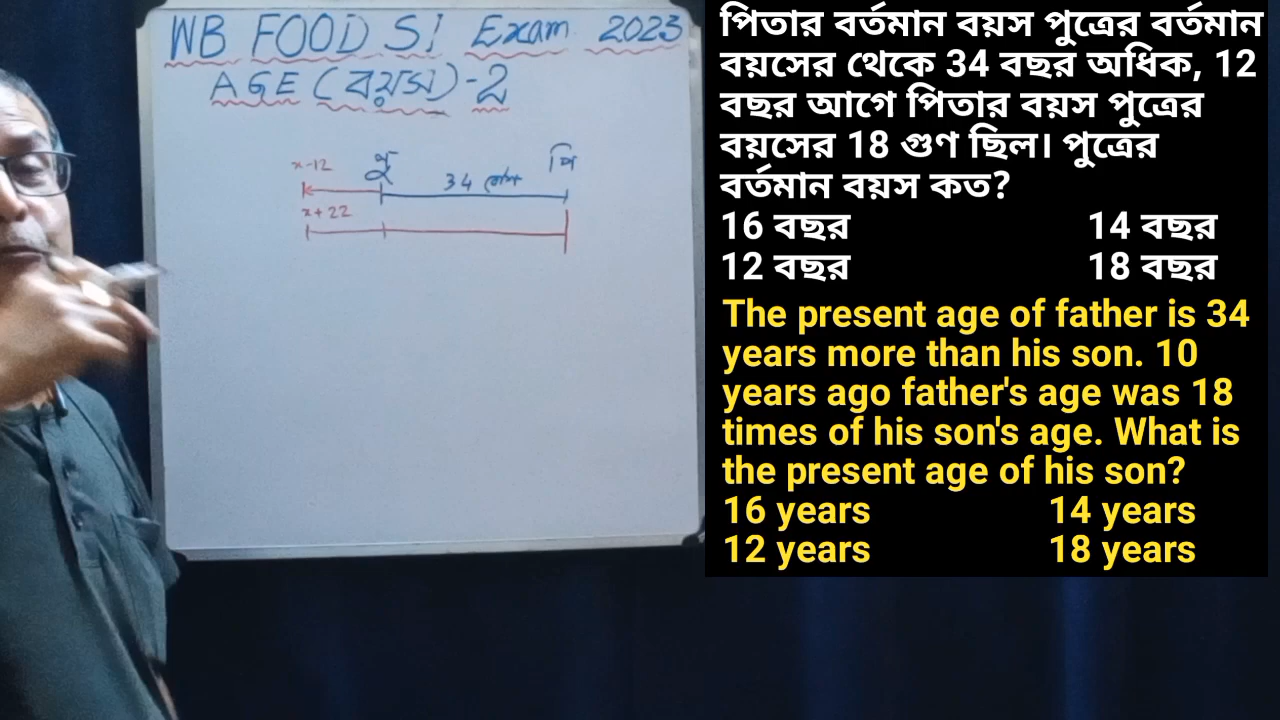 WB FOOD SI Exam 2023
AGE (বয়স)-2
x-12
পু
34 বেশি
পি
x+22
পিতার বর্তমান বয়স পুত্রের বর্তমান
বয়সের থেকে 34 বছর অধিক, 12
বছর আগে পিতার বয়স পুত্রের
বয়সের 18 গুণ ছিল। পুত্রের
বর্তমান বয়স কত?
16 বছর 14 বছর
12 বছর 18 বছর
The present age of father is 34
years more than his son. 10
years ago father's age was 18
times of his son's age. What is
the present age of his son?
16 years 14 years
12 years 18 years